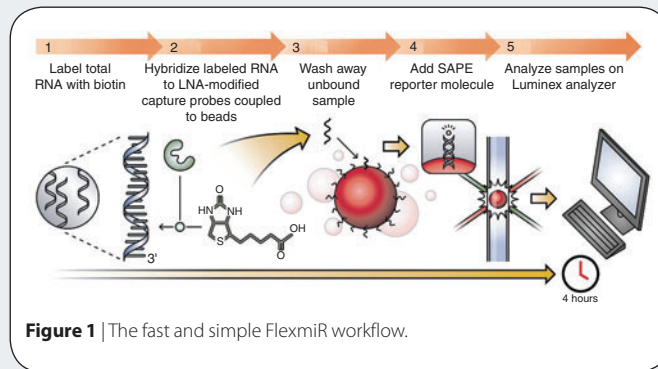 1
Label total
RNA with biotin
2
Hybridize labeled RNA
to LNA-modified
capture probes coupled
to beads
3
Wash away
unbound
sample
4
Add SAPE
reporter molecule
5
Analyze samples on
Luminex analyzer
3'
O
HN NH
S
OH
O
4 hours
Figure 1 | The fast and simple FlexmiR workflow.